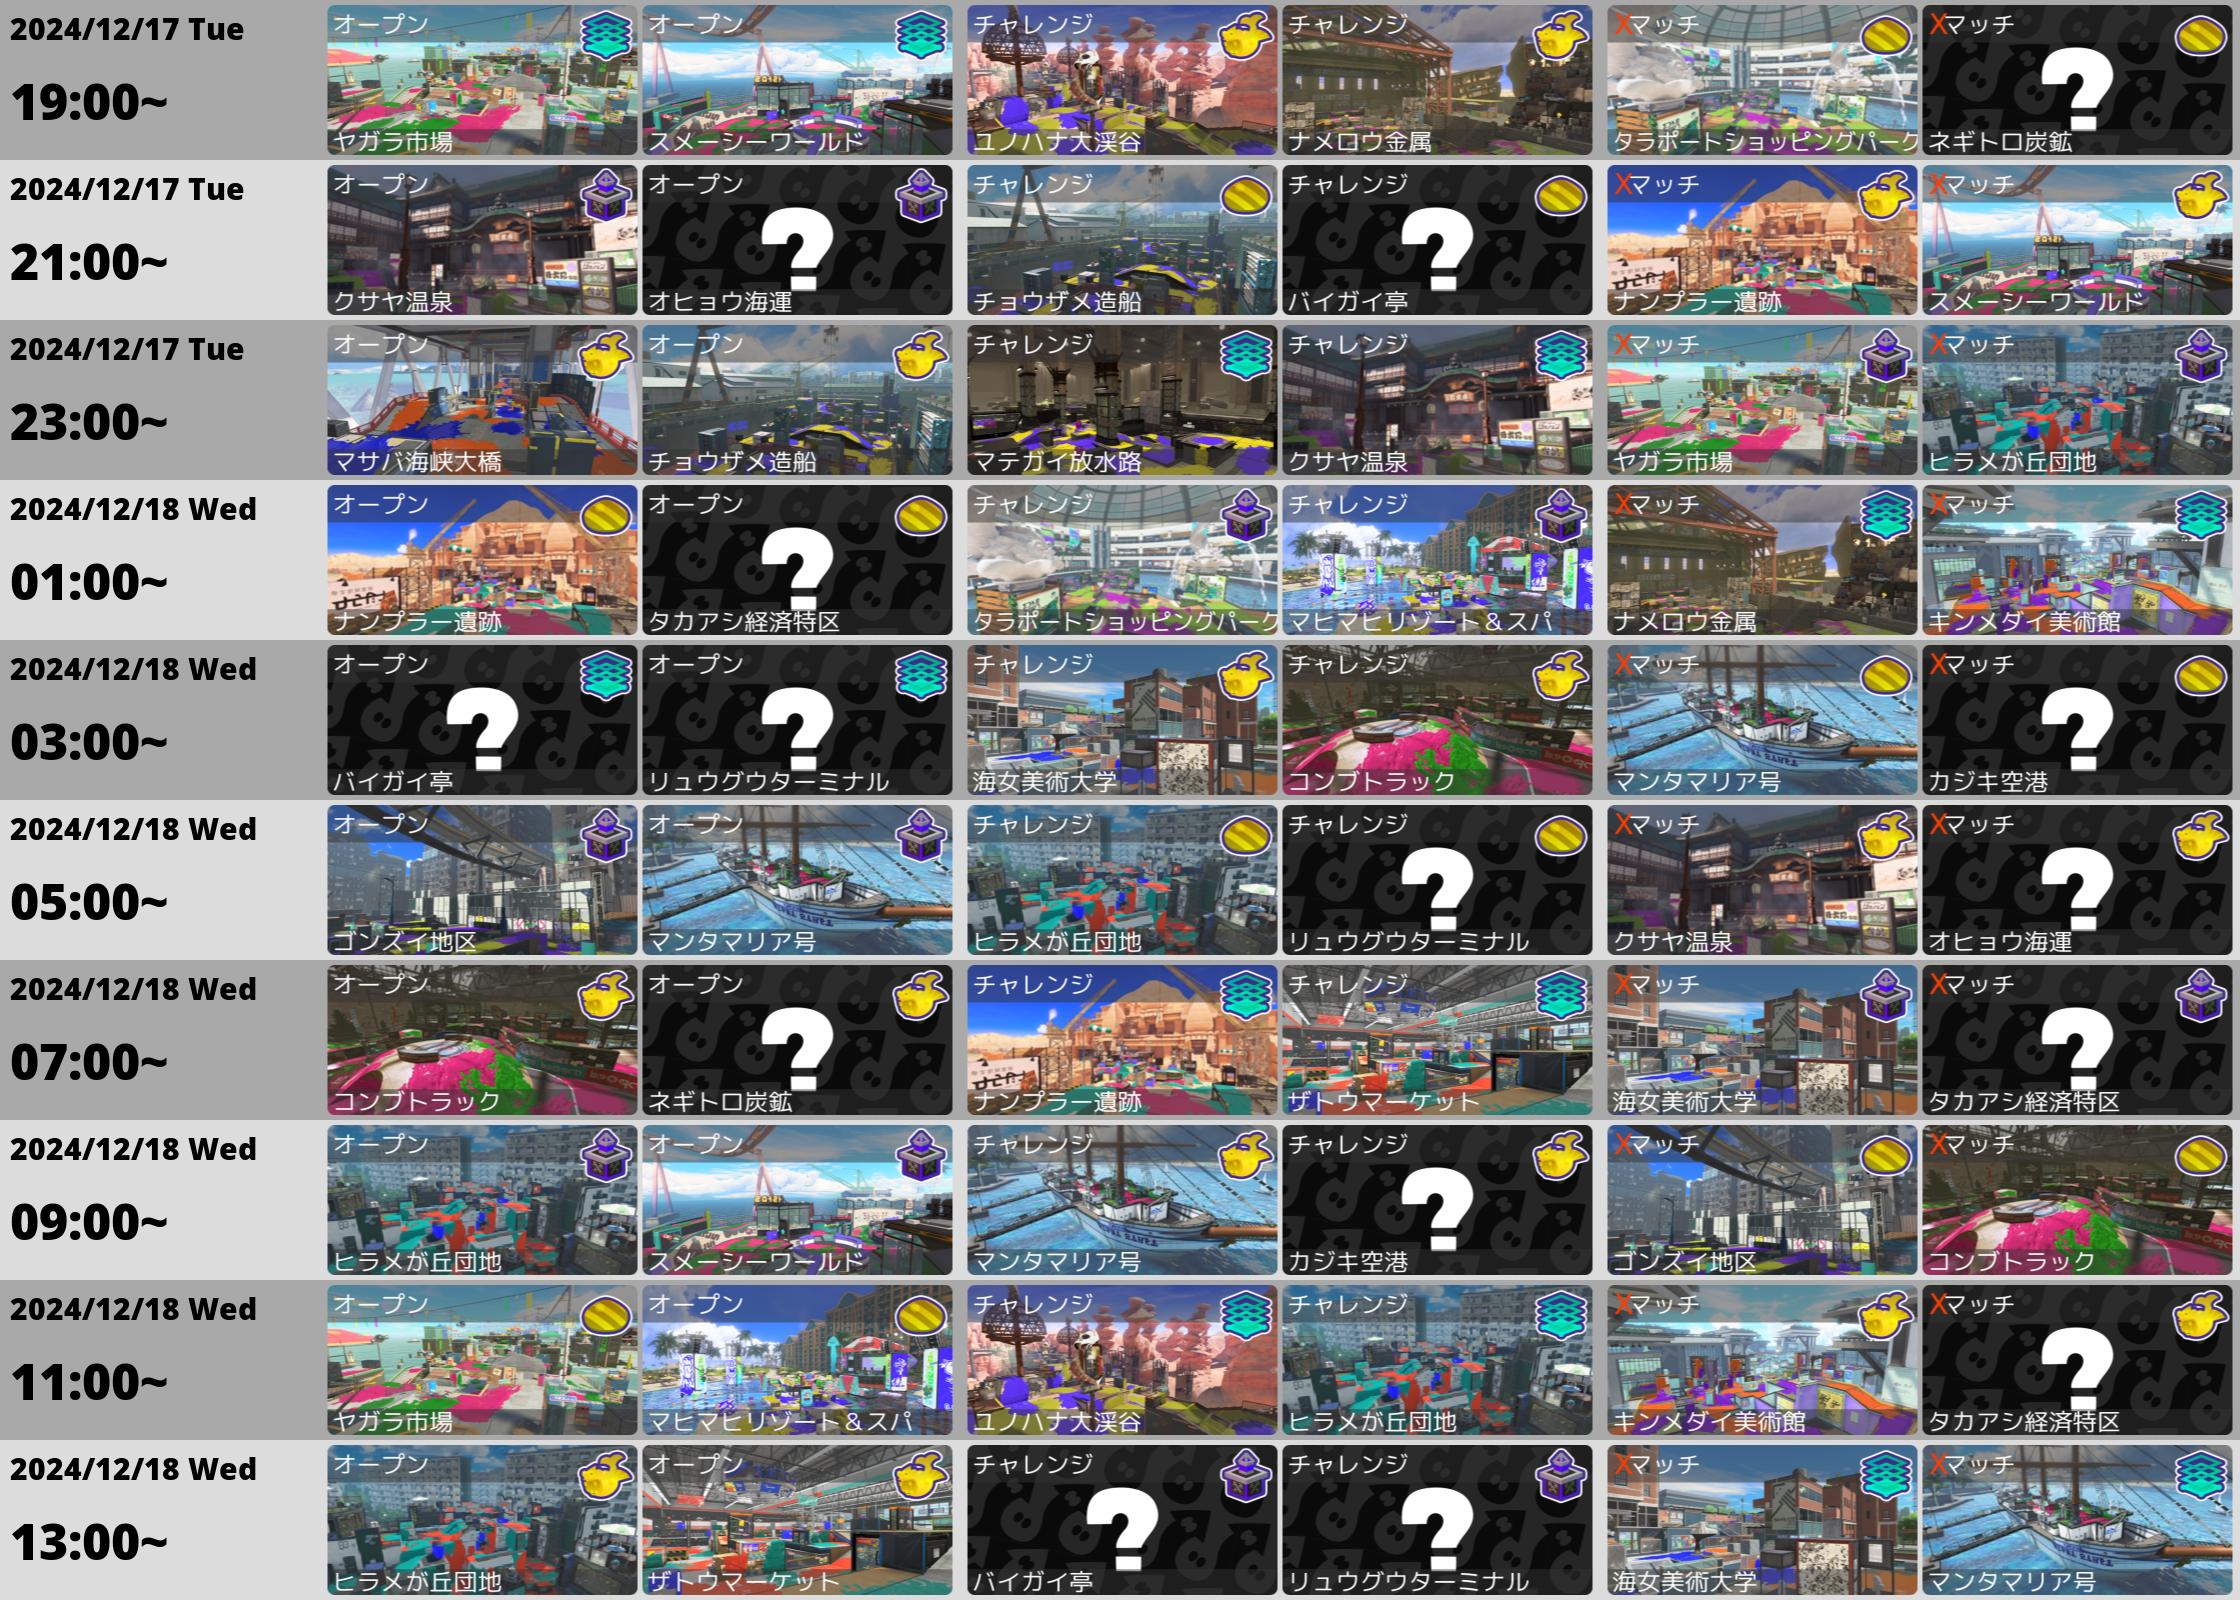 2024/12/17 Tue
19:00~
オープン
ヤガラ市場
オープン
スメーシーワールド
チャレンジ
ユノハナ大渓谷
チャレンジ
ナメロウ金属
Xマッチ
タラポートショッピングパーク
Xマッチ
ネギトロ炭鉱
2024/12/17 Tue
21:00~
オープン
クサヤ温泉
オープン
オヒョウ海運
チャレンジ
チョウザメ造船
チャレンジ
バイガイ亭
Xマッチ
ナンプラー遺跡
Xマッチ
スメーシーワールド
2024/12/17 Tue
23:00~
オープン
マサバ海峡大橋
オープン
チョウザメ造船
チャレンジ
マテガイ放水路
チャレンジ
クサヤ温泉
Xマッチ
ヤガラ市場
Xマッチ
ヒラメが丘団地
2024/12/18 Wed
01:00~
オープン
ナンプラー遺跡
オープン
タカアシ経済特区
チャレンジ
タラポートショッピングパーク
チャレンジ
マヒマヒリゾート＆スパ
Xマッチ
ナメロウ金属
Xマッチ
キンメダイ美術館
2024/12/18 Wed
03:00~
オープン
バイガイ亭
オープン
リュウグウターミナル
チャレンジ
海女美術大学
チャレンジ
コンブトラック
Xマッチ
マンタマリア号
Xマッチ
カジキ空港
2024/12/18 Wed
05:00~
オープン
ゴンズイ地区
オープン
マンタマリア号
チャレンジ
ヒラメが丘団地
チャレンジ
リュウグウターミナル
Xマッチ
クサヤ温泉
Xマッチ
オヒョウ海運
2024/12/18 Wed
07:00~
オープン
コンブトラック
オープン
ネギトロ炭鉱
チャレンジ
ナンプラー遺跡
チャレンジ
ザトウマーケット
Xマッチ
海女美術大学
Xマッチ
タカアシ経済特区
2024/12/18 Wed
09:00~
オープン
ヒラメが丘団地
オープン
スメーシーワールド
チャレンジ
マンタマリア号
チャレンジ
カジキ空港
Xマッチ
ゴンズイ地区
Xマッチ
コンブトラック
2024/12/18 Wed
11:00~
オープン
ヤガラ市場
オープン
マヒマヒリゾート＆スパ
チャレンジ
ユノハナ大渓谷
チャレンジ
ヒラメが丘団地
Xマッチ
キンメダイ美術館
Xマッチ
タカアシ経済特区
2024/12/18 Wed
13:00~
オープン
ヒラメが丘団地
オープン
ザトウマーケット
チャレンジ
バイガイ亭
チャレンジ
リュウグウターミナル
Xマッチ
海女美術大学
Xマッチ
マンタマリア号